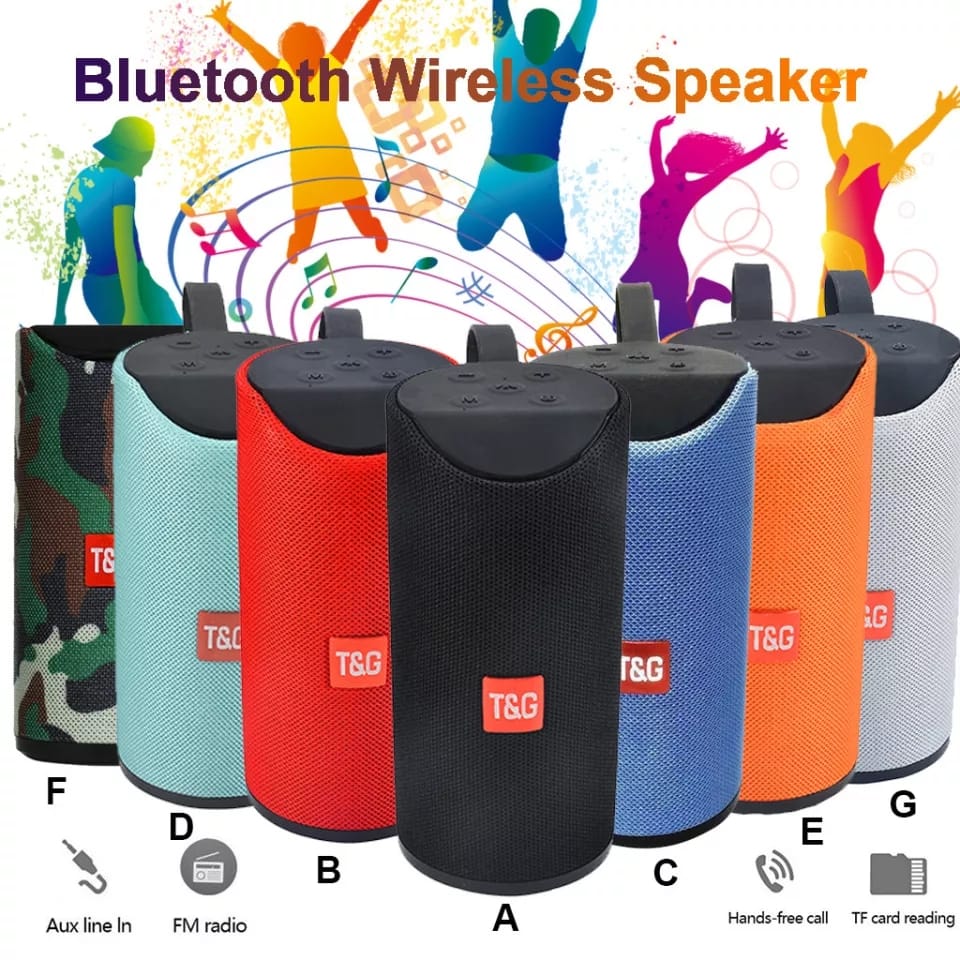 Bluetooth Wireless Speaker
T&G
T&G
T&G
T&G
T&G
T&G
&G
F
D
B
A
C
E
G
Aux line In
FM radio
Hands-free call
TF card reading